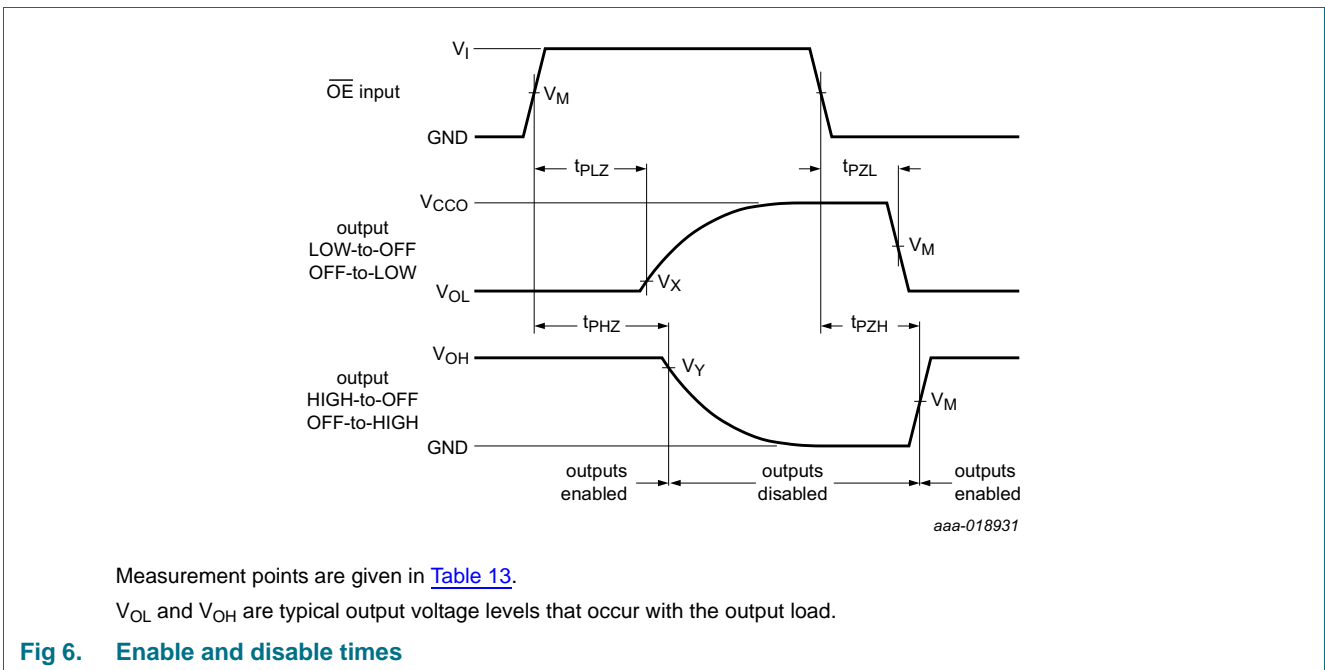 V_I
OE input
V_M
GND
t_PLZ
t_PZL
V_CCO
output
LOW-to-OFF
OFF-to-LOW
V_M
V_X
V_OL
t_PHZ
t_PZH
V_OH
V_Y
output
HIGH-to-OFF
OFF-to-HIGH
V_M
GND
outputs
enabled
outputs
disabled
outputs
enabled
aaa-018931
Measurement points are given in Table 13.
V_OL and V_OH are typical output voltage levels that occur with the output load.
Fig 6. Enable and disable times